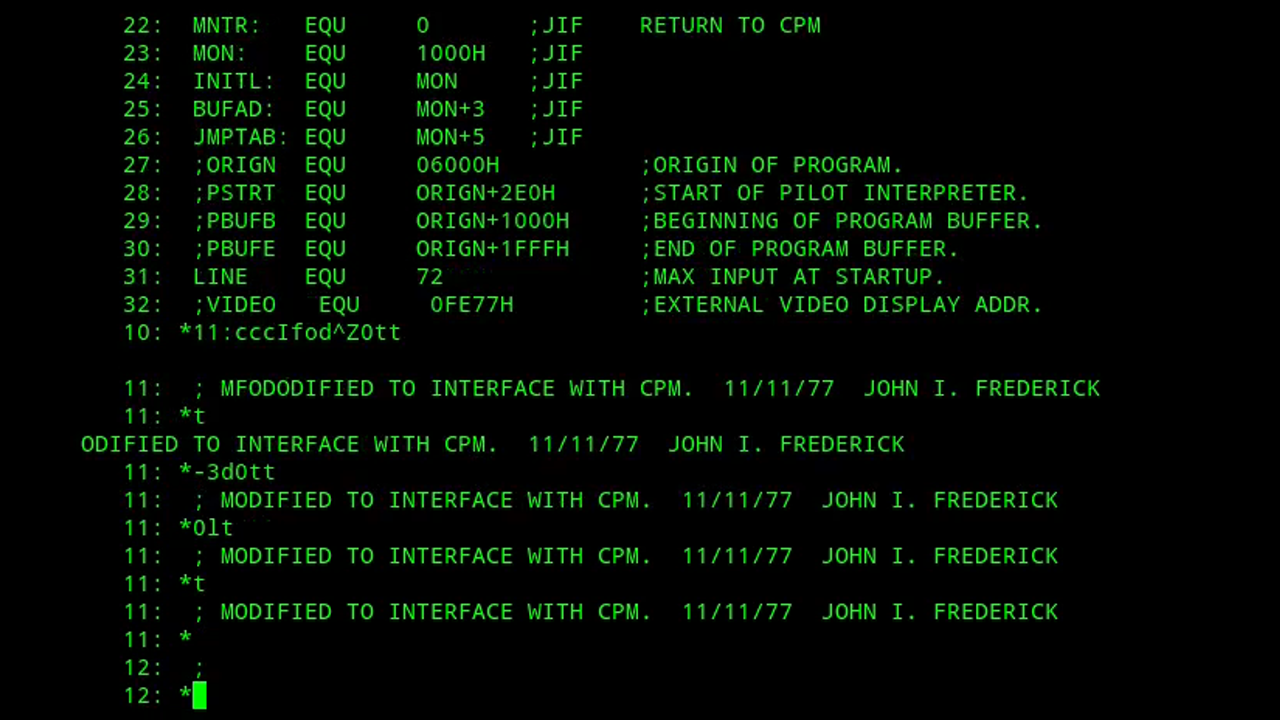 22:  MNTR:   EQU     0       ;JIF    RETURN TO CPM
23:  MON:    EQU     1000H   ;JIF
24:  INITL:  EQU     MON     ;JIF
25:  BUFAD:  EQU     MON+3   ;JIF
26:  JMPTAB: EQU     MON+5   ;JIF
27:  ;ORIGN  EQU     06000H          ;ORIGIN OF PROGRAM.
28:  ;PSTRT  EQU     ORIGN+2E0H      ;START OF PILOT INTERPRETER.
29:  ;PBUFB  EQU     ORIGN+1000H     ;BEGINNING OF PROGRAM BUFFER.
30:  ;PBUFE  EQU     ORIGN+1FFFH     ;END OF PROGRAM BUFFER.
31:  LINE    EQU     72              ;MAX INPUT AT STARTUP.
32:  ;VIDEO   EQU     0FE77H         ;EXTERNAL VIDEO DISPLAY ADDR.
10: *11:cccIfod^Z0tt
11:  ; MFODODIFIED TO INTERFACE WITH CPM.  11/11/77  JOHN I. FREDERICK
11: *t
ODIFIED TO INTERFACE WITH CPM.  11/11/77  JOHN I. FREDERICK
11: *-3d0tt
11:  ; MODIFIED TO INTERFACE WITH CPM.  11/11/77  JOHN I. FREDERICK
11: *0lt
11:  ; MODIFIED TO INTERFACE WITH CPM.  11/11/77  JOHN I. FREDERICK
11: *t
11:  ; MODIFIED TO INTERFACE WITH CPM.  11/11/77  JOHN I. FREDERICK
11: *
12:  ;
12: *